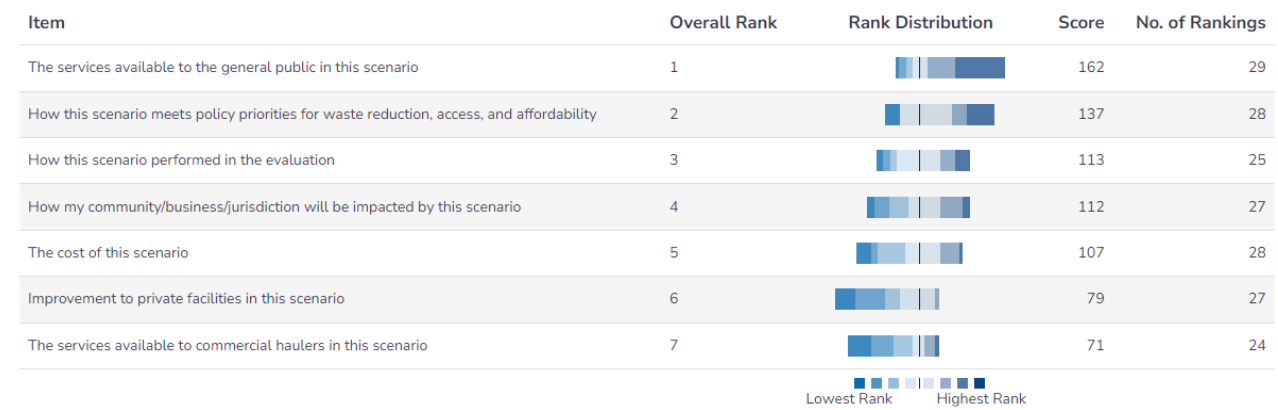 Item Overall Rank Rank Distribution Score No. of Rankings
The services available to the general public in this scenario 1 162 29
How this scenario meets policy priorities for waste reduction, access, and affordability 2 137 28
How this scenario performed in the evaluation 3 113 25
How my community/business/jurisdiction will be impacted by this scenario 4 112 27
The cost of this scenario 5 107 28
Improvement to private facilities in this scenario 6 79 27
The services available to commercial haulers in this scenario 7 71 24
Lowest Rank Highest Rank